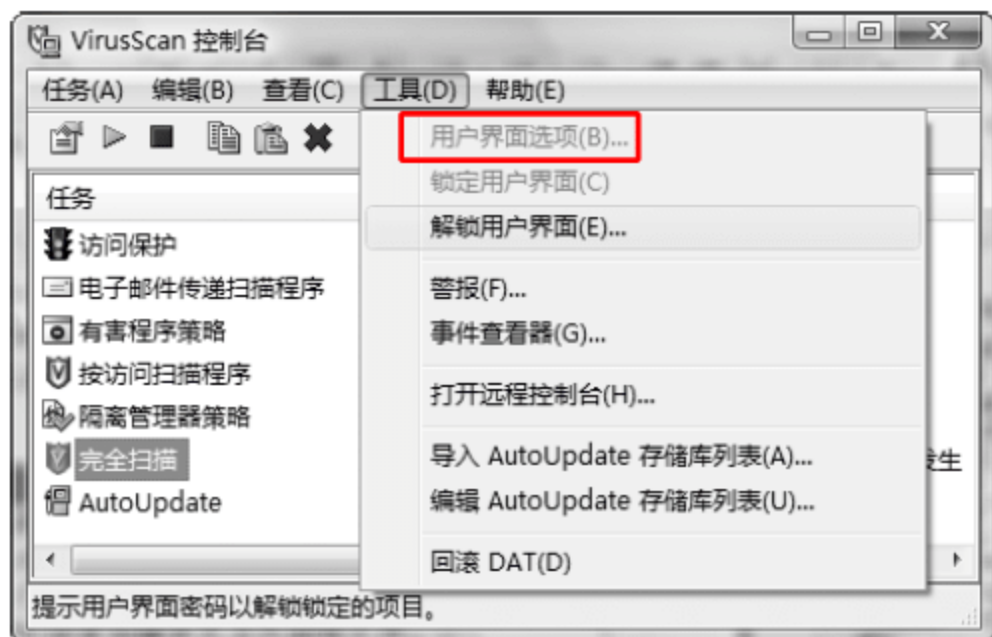 VirusScan 控制台
任务(A) 编辑(B) 查看(C) 工具(D) 帮助(E)
用户界面选项(B)...
锁定用户界面(C)
任务
解锁用户界面(E)...
访问保护
电子邮件传递扫描程序
警报(F)...
有害程序策略
事件查看器(G)...
按访问扫描程序
打开远程控制台(H)...
隔离管理器策略
完全扫描
导入 AutoUpdate 存储库列表(A)...
发生
AutoUpdate
编辑 AutoUpdate 存储库列表(U)...
回滚 DAT(D)
提示用户界面密码以解锁锁定的项目。